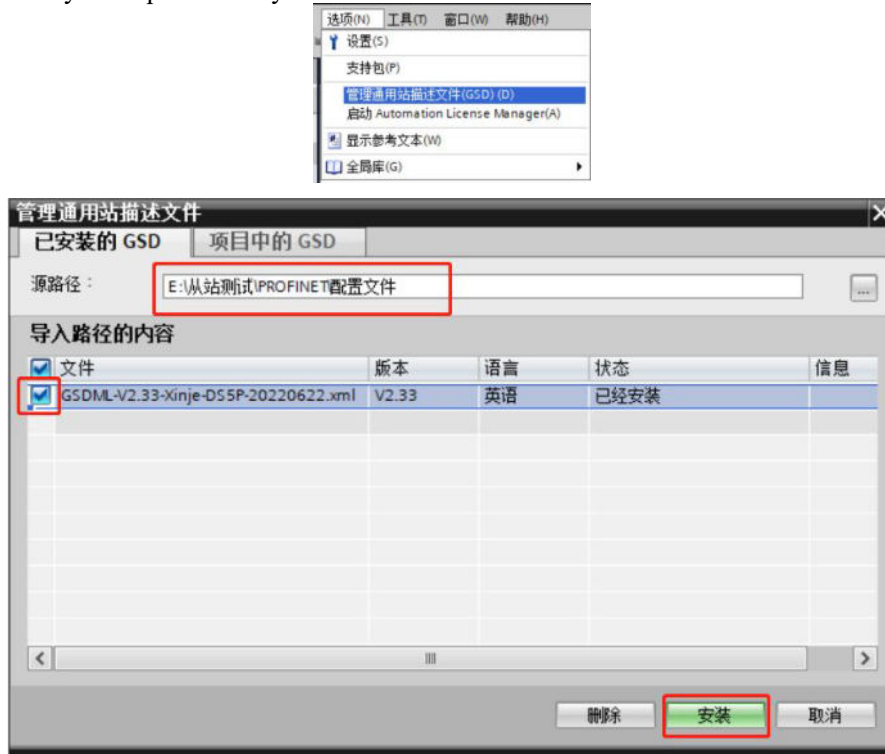 选项(N) 工具(T) 窗口(W) 帮助(H)
设置(S)
支持包(P)
管理通用站描述文件(GSD) (D)
启动 Automation License Manager(A)
显示参考文本(W)
全局库(G)
管理通用站描述文件
已安装的 GSD 项目中的 GSD
源路径：
E:\从站测试\PROFINET配置文件
...
导入路径的内容
文件 版本 语言 状态 信息
GSDML-V2.33-Xinje-DS5P-20220622.xml V2.33 英语 已经安装
删除 安装 取消